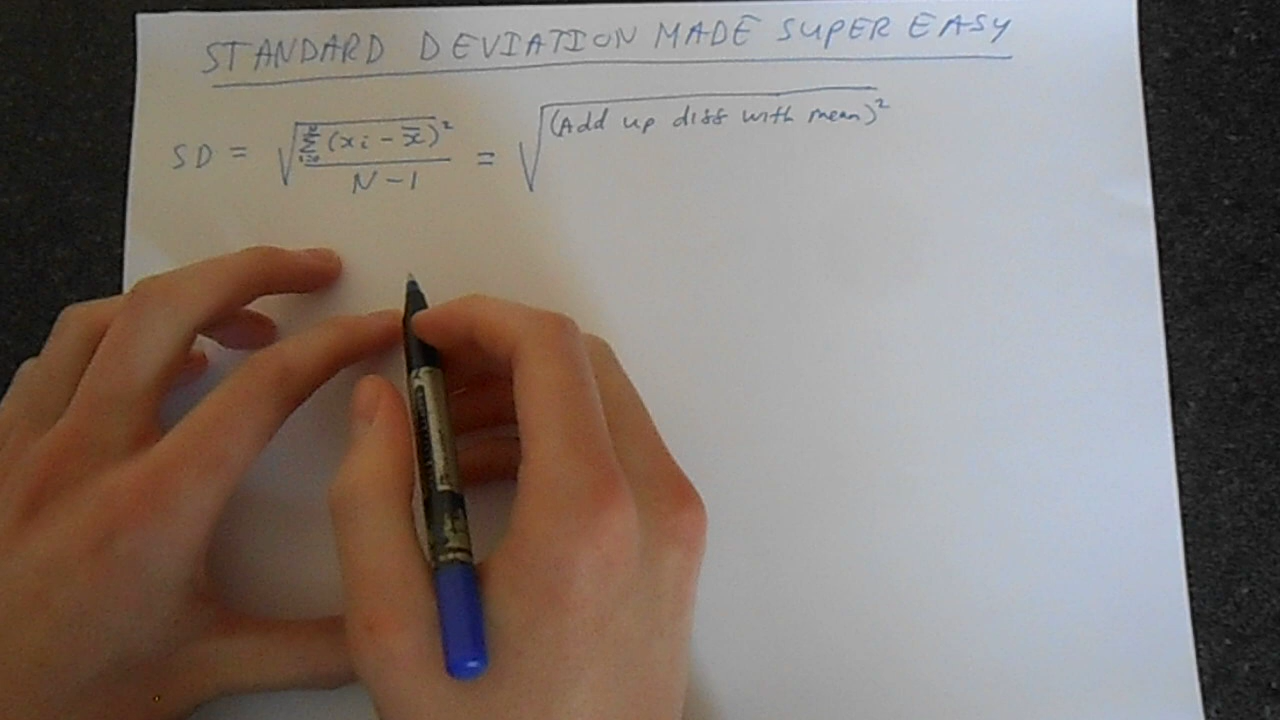 STANDARD DEVIATION MADE SUPER EASY
SD = √(Σ(xi - x̄)² / N-1) = √(Add up diff with mean)²